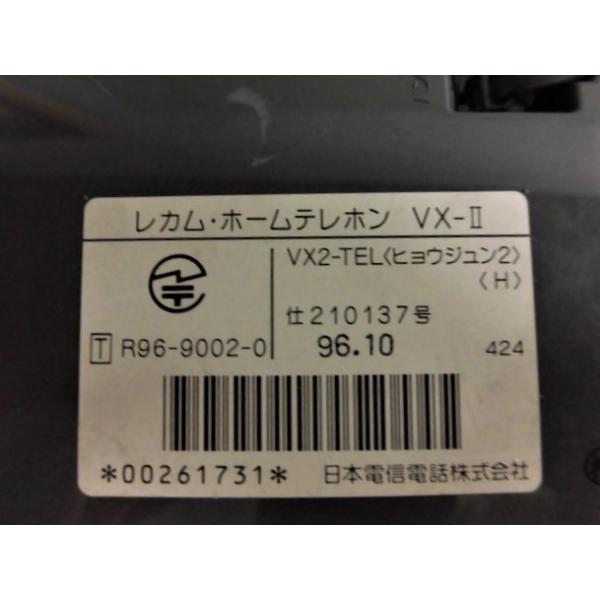 レカム・ホームテレホン VX-Ⅱ
VX2-TEL〈ヒョウジュン2〉
〈H〉
仕210137号
T R96-9002-0
96.10 424
*00261731* 日本電信電話株式会社